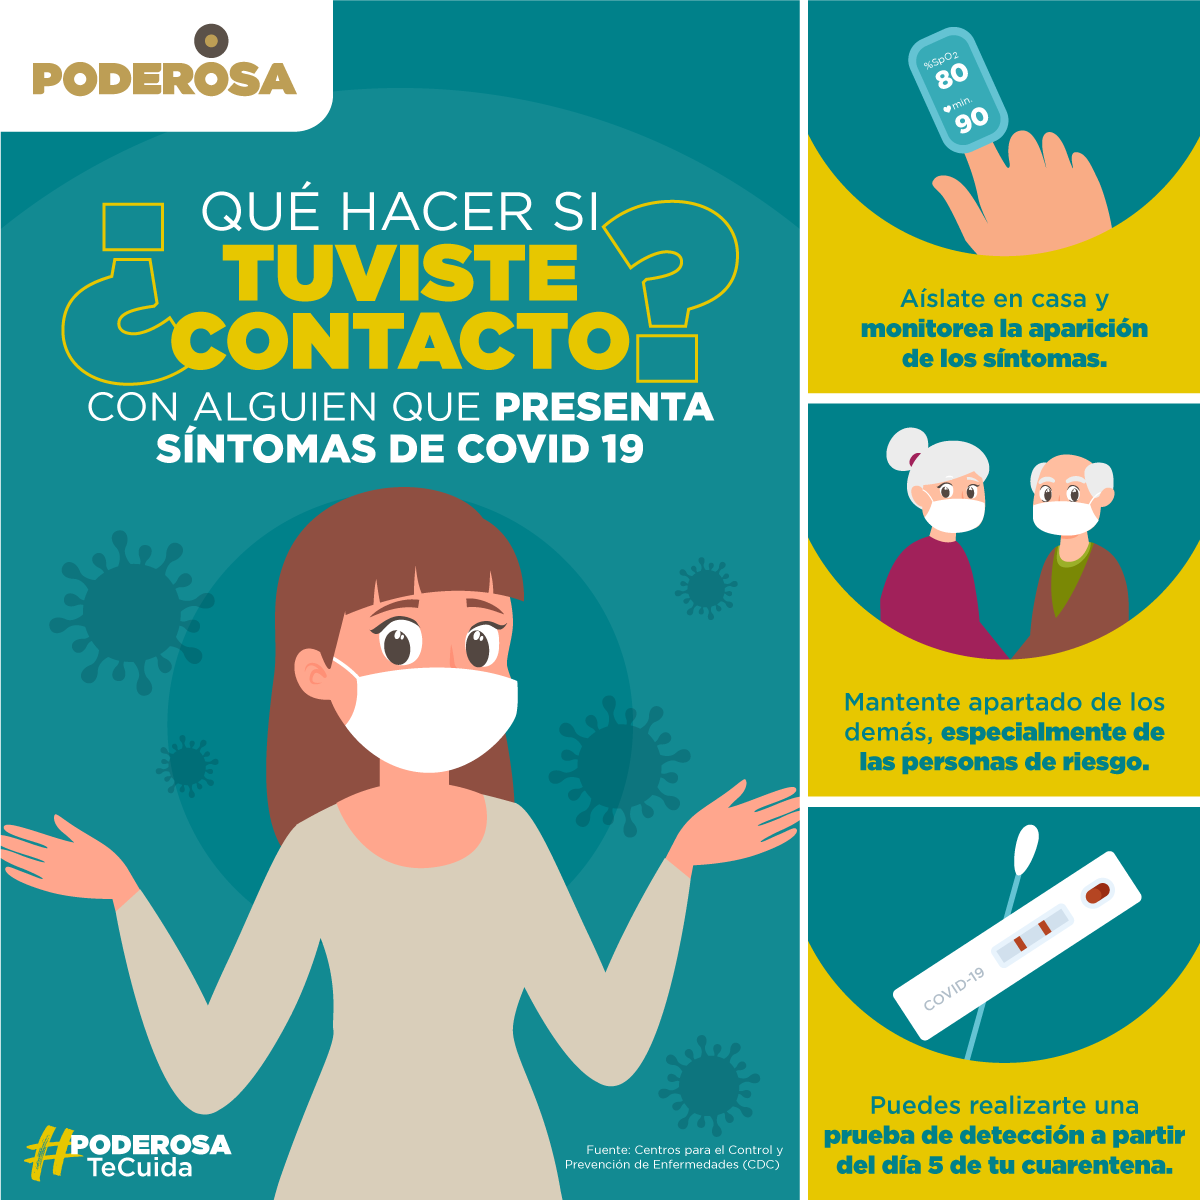 PODEROSA
¿QUÉ HACER SI
TUVISTE
CONTACTO?
CON ALGUIEN QUE PRESENTA
SÍNTOMAS DE COVID 19
#PODEROSA
TeCuida
Fuente: Centros para el Control y
Prevención de Enfermedades (CDC)
%SpO2
80
♥min.
90
Aíslate en casa y
monitorea la aparición
de los síntomas.
Mantente apartado de los
demás, especialmente de
las personas de riesgo.
COVID-19
Puedes realizarte una
prueba de detección a partir
del día 5 de tu cuarentena.